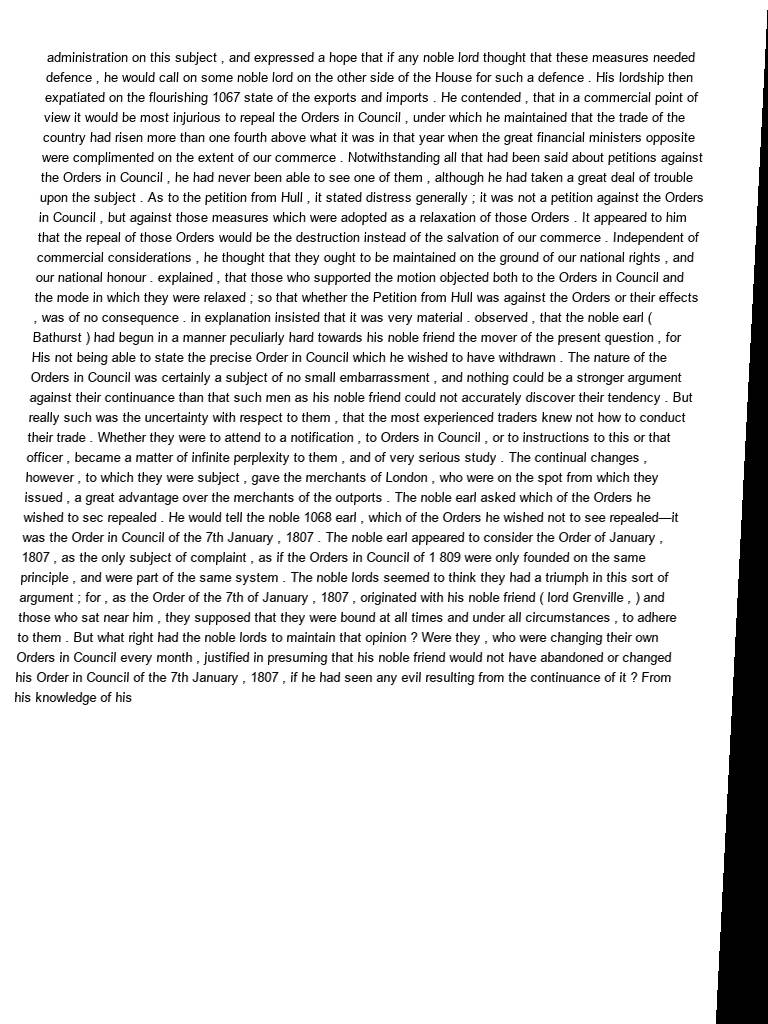 administration on this subject , and expressed a hope that if any noble lord thought that these measures needed
defence , he would call on some noble lord on the other side of the House for such a defence . His lordship then
expatiated on the flourishing 1067 state of the exports and imports . He contended , that in a commercial point of
view it would be most injurious to repeal the Orders in Council , under which he maintained that the trade of the
country had risen more than one fourth above what it was in that year when the great financial ministers opposite
were complimented on the extent of our commerce . Notwithstanding all that had been said about petitions against
the Orders in Council , he had never been able to see one of them , although he had taken a great deal of trouble
upon the subject . As to the petition from Hull , it stated distress generally ; it was not a petition against the Orders
in Council , but against those measures which were adopted as a relaxation of those Orders . It appeared to him
that the repeal of those Orders would be the destruction instead of the salvation of our commerce . Independent of
commercial considerations , he thought that they ought to be maintained on the ground of our national rights , and
our national honour . explained , that those who supported the motion objected both to the Orders in Council and
the mode in which they were relaxed ; so that whether the Petition from Hull was against the Orders or their effects
, was of no consequence . in explanation insisted that it was very material . observed , that the noble earl (
Bathurst ) had begun in a manner peculiarly hard towards his noble friend the mover of the present question , for
His not being able to state the precise Order in Council which he wished to have withdrawn . The nature of the
Orders in Council was certainly a subject of no small embarrassment , and nothing could be a stronger argument
against their continuance than that such men as his noble friend could not accurately discover their tendency . But
really such was the uncertainty with respect to them , that the most experienced traders knew not how to conduct
their trade . Whether they were to attend to a notification , to Orders in Council , or to instructions to this or that
officer , became a matter of infinite perplexity to them , and of very serious study . The continual changes ,
however , to which they were subject , gave the merchants of London , who were on the spot from which they
issued , a great advantage over the merchants of the outports . The noble earl asked which of the Orders he
wished to sec repealed . He would tell the noble 1068 earl , which of the Orders he wished not to see repealed—it
was the Order in Council of the 7th January , 1807 . The noble earl appeared to consider the Order of January ,
1807 , as the only subject of complaint , as if the Orders in Council of 1 809 were only founded on the same
principle , and were part of the same system . The noble lords seemed to think they had a triumph in this sort of
argument ; for , as the Order of the 7th of January , 1807 , originated with his noble friend ( lord Grenville , ) and
those who sat near him , they supposed that they were bound at all times and under all circumstances , to adhere
to them . But what right had the noble lords to maintain that opinion ? Were they , who were changing their own
Orders in Council every month , justified in presuming that his noble friend would not have abandoned or changed
his Order in Council of the 7th January , 1807 , if he had seen any evil resulting from the continuance of it ? From
his knowledge of his